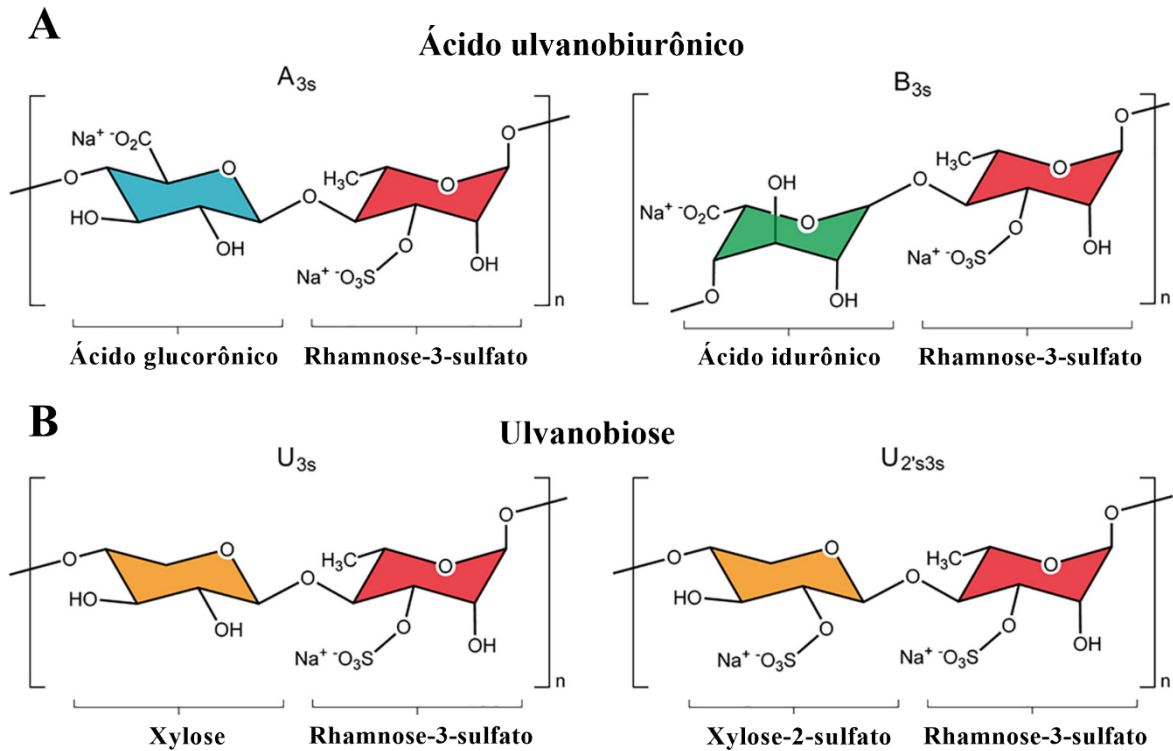 A
Ácido ulvanobiurônico
A3s
B3s
Na+ -O2C
O
O
HO
OH
O
H3C
O
O
O
OH
Na+ -O3S
n
Na+ -O2C
OH
O
O
OH
O
H3C
O
O
O
OH
Na+ -O3S
n
Ácido glucorônico
Rhamnose-3-sulfato
Ácido idurônico
Rhamnose-3-sulfato
B
Ulvanobiose
U3s
U2's3s
O
O
HO
OH
O
H3C
O
O
O
OH
Na+ -O3S
n
O
O
HO
O
Na+ -O3S
O
H3C
O
O
O
OH
Na+ -O3S
n
Xylose
Rhamnose-3-sulfato
Xylose-2-sulfato
Rhamnose-3-sulfato